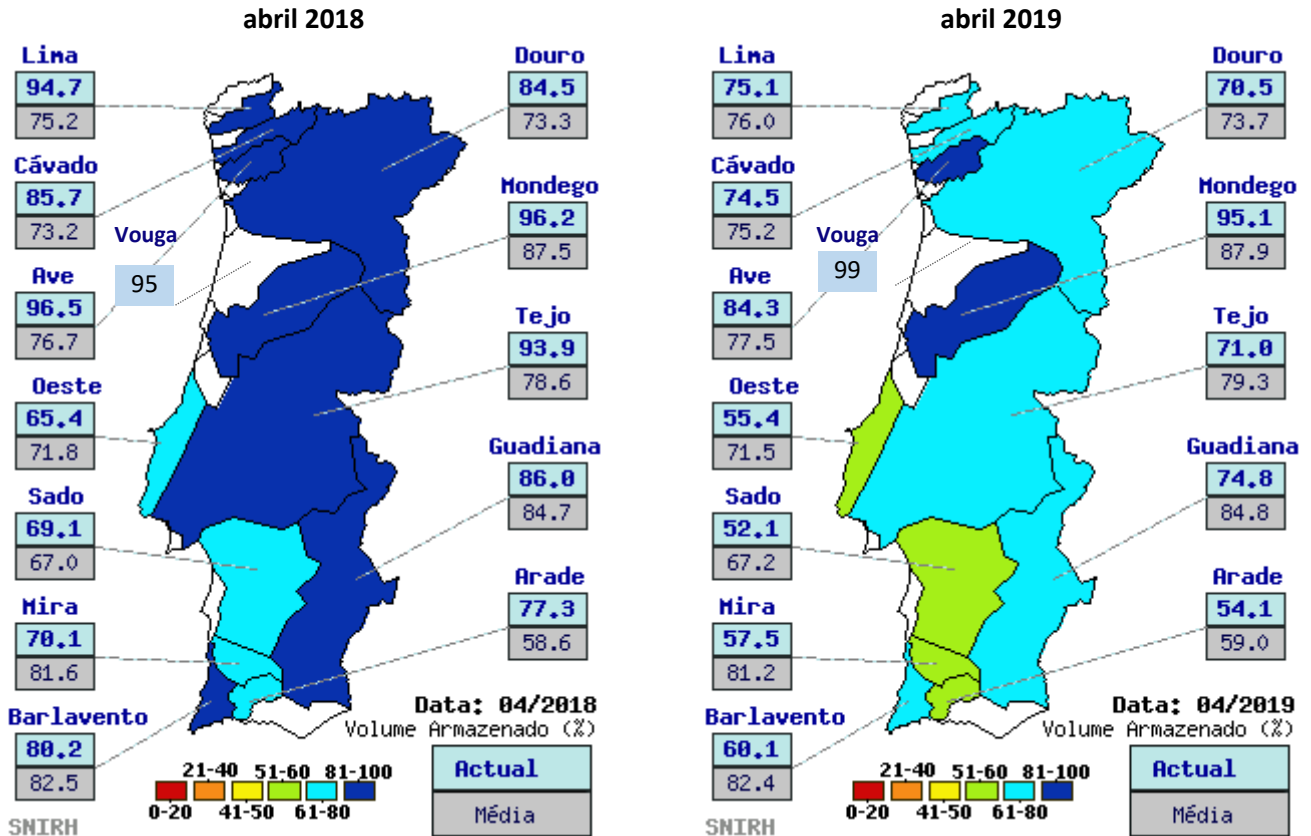 abril 2018
Lima
94.7
75.2
Cávado
85.7
73.2
Vouga
95
Ave
96.5
76.7
Oeste
65.4
71.8
Sado
69.1
67.0
Mira
70.1
81.6
Barlavento
80.2
82.5
Douro
84.5
73.3
Mondego
96.2
87.5
Tejo
93.9
78.6
Guadiana
86.0
84.7
Arade
77.3
58.6
Data: 04/2018
Volume Armazenado (%)
21-40 51-60 81-100
0-20 41-50 61-80
Actual
Média
SNIRH
abril 2019
Lima
75.1
76.0
Cávado
74.5
75.2
Vouga
99
Ave
84.3
77.5
Oeste
55.4
71.5
Sado
52.1
67.2
Mira
57.5
81.2
Barlavento
60.1
82.4
Douro
70.5
73.7
Mondego
95.1
87.9
Tejo
71.0
79.3
Guadiana
74.8
84.8
Arade
54.1
59.0
Data: 04/2019
Volume Armazenado (%)
21-40 51-60 81-100
0-20 41-50 61-80
Actual
Média
SNIRH